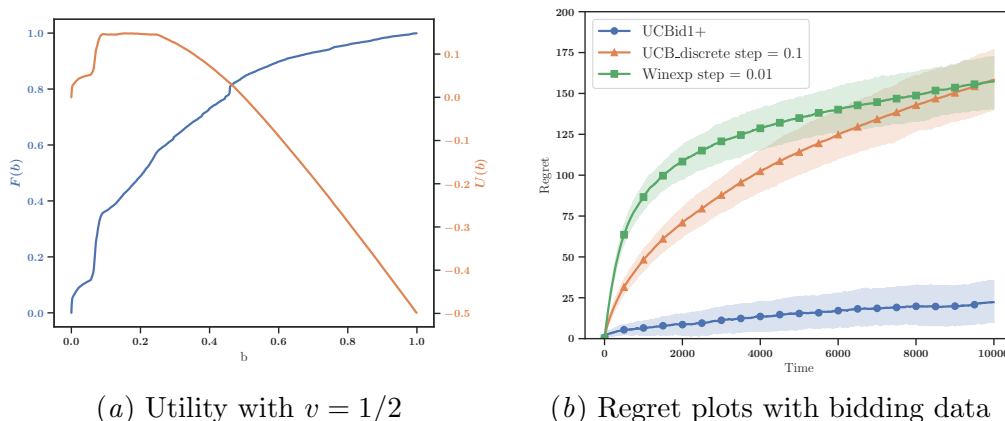 1.0
0.8
0.6
0.4
0.2
0.0
F(b)
0.1
0.0
−0.1
−0.2
−0.3
−0.4
−0.5
U(b)
0.0 0.2 0.4 0.6 0.8 1.0
b
(a) Utility with v = 1/2
200
175
150
125
100
75
50
25
0
Regret
UCBid1+
UCB_discrete step = 0.1
Winexp step = 0.01
0 2000 4000 6000 8000 10000
Time
(b) Regret plots with bidding data